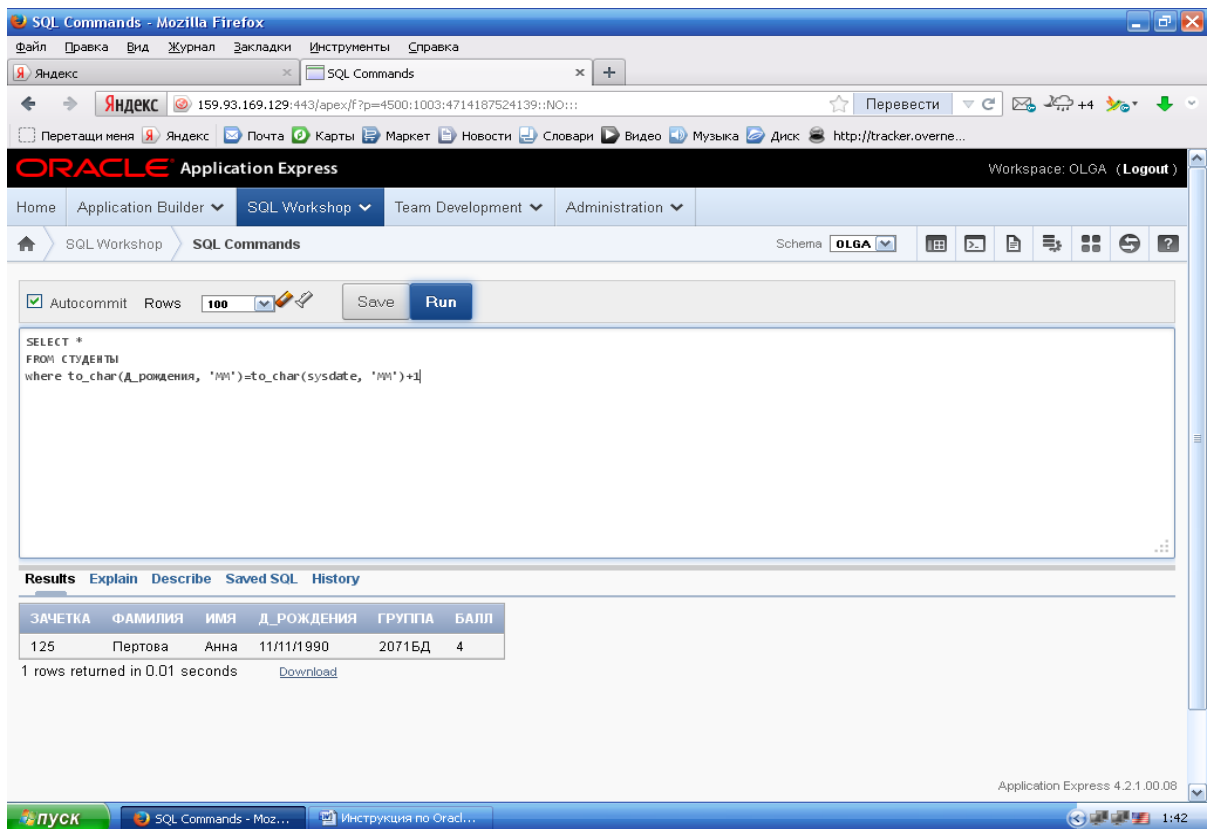 SQL Commands - Mozilla Firefox
Файл Правка Вид Журнал Закладки Инструменты Справка
Яндекс SQL Commands
Яндекс 159.93.169.129:443/apex/f?p=4500:1003:4714187524139::NO::: Перевести +4
Перетащи меня Яндекс Почта Карты Маркет Новости Словари Видео Музыка Диск http://tracker.overne...
ORACLE Application Express Workspace: OLGA (Logout)
Home Application Builder SQL Workshop Team Development Administration
SQL Workshop SQL Commands Schema OLGA
Autocommit Rows 100 Save Run
SELECT *
FROM СТУДЕНТЫ
where to_char(Д_рождения, 'MM')=to_char(sysdate, 'MM')+1
Results Explain Describe Saved SQL History
ЗАЧЕТКА ФАМИЛИЯ ИМЯ Д_РОЖДЕНИЯ ГРУППА БАЛЛ
125 Пертова Анна 11/11/1990 2071БД 4
1 rows returned in 0.01 seconds Download
Application Express 4.2.1.00.08
пуск SQL Commands - Moz... Инструкция по Oracl... 1:42